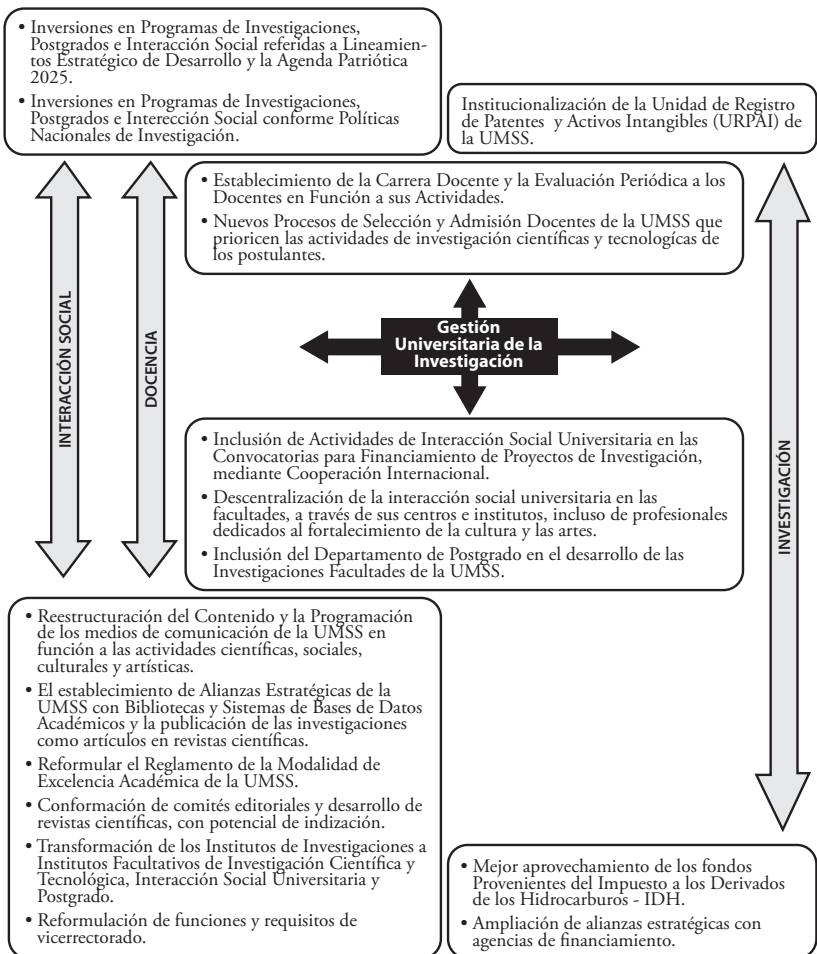 • Inversiones en Programas de Investigaciones,
Postgrados e Interacción Social referidas a Lineamien-
tos Estratégico de Desarrollo y la Agenda Patriótica
2025.
• Inversiones en Programas de Investigaciones,
Postgrados e Interección Social conforme Políticas
Nacionales de Investigación.
Institucionalización de la Unidad de Registro
de Patentes y Activos Intangibles (URPAI) de
la UMSS.
• Establecimiento de la Carrera Docente y la Evaluación Periódica a los
Docentes en Función a sus Actividades.
• Nuevos Procesos de Selección y Admisión Docentes de la UMSS que
prioricen las actividades de investigación científicas y tecnologícas de
los postulantes.
INTERACCIÓN SOCIAL
DOCENCIA
Gestión
Universitaria de la
Investigación
INVESTIGACIÓN
• Inclusión de Actividades de Interacción Social Universitaria en las
Convocatorias para Financiamiento de Proyectos de Investigación,
mediante Cooperación Internacional.
• Descentralización de la interacción social universitaria en las
facultades, a través de sus centros e institutos, incluso de profesionales
dedicados al fortalecimiento de la cultura y las artes.
• Inclusión del Departamento de Postgrado en el desarrollo de las
Investigaciones Facultades de la UMSS.
• Reestructuración del Contenido y la Programación
de los medios de comunicación de la UMSS en
función a las actividades científicas, sociales,
culturales y artísticas.
• El establecimiento de Alianzas Estratégicas de la
UMSS con Bibliotecas y Sistemas de Bases de Datos
Académicos y la publicación de las investigaciones
como artículos en revistas científicas.
• Reformular el Reglamento de la Modalidad de
Excelencia Académica de la UMSS.
• Conformación de comités editoriales y desarrollo de
revistas científicas, con potencial de indización.
• Transformación de los Institutos de Investigaciones a
Institutos Facultativos de Investigación Científica y
Tecnológica, Interacción Social Universitaria y
Postgrado.
• Reformulación de funciones y requisitos de
vicerrectorado.
• Mejor aprovechamiento de los fondos
Provenientes del Impuesto a los Derivados
de los Hidrocarburos - IDH.
• Ampliación de alianzas estratégicas con
agencias de financiamiento.